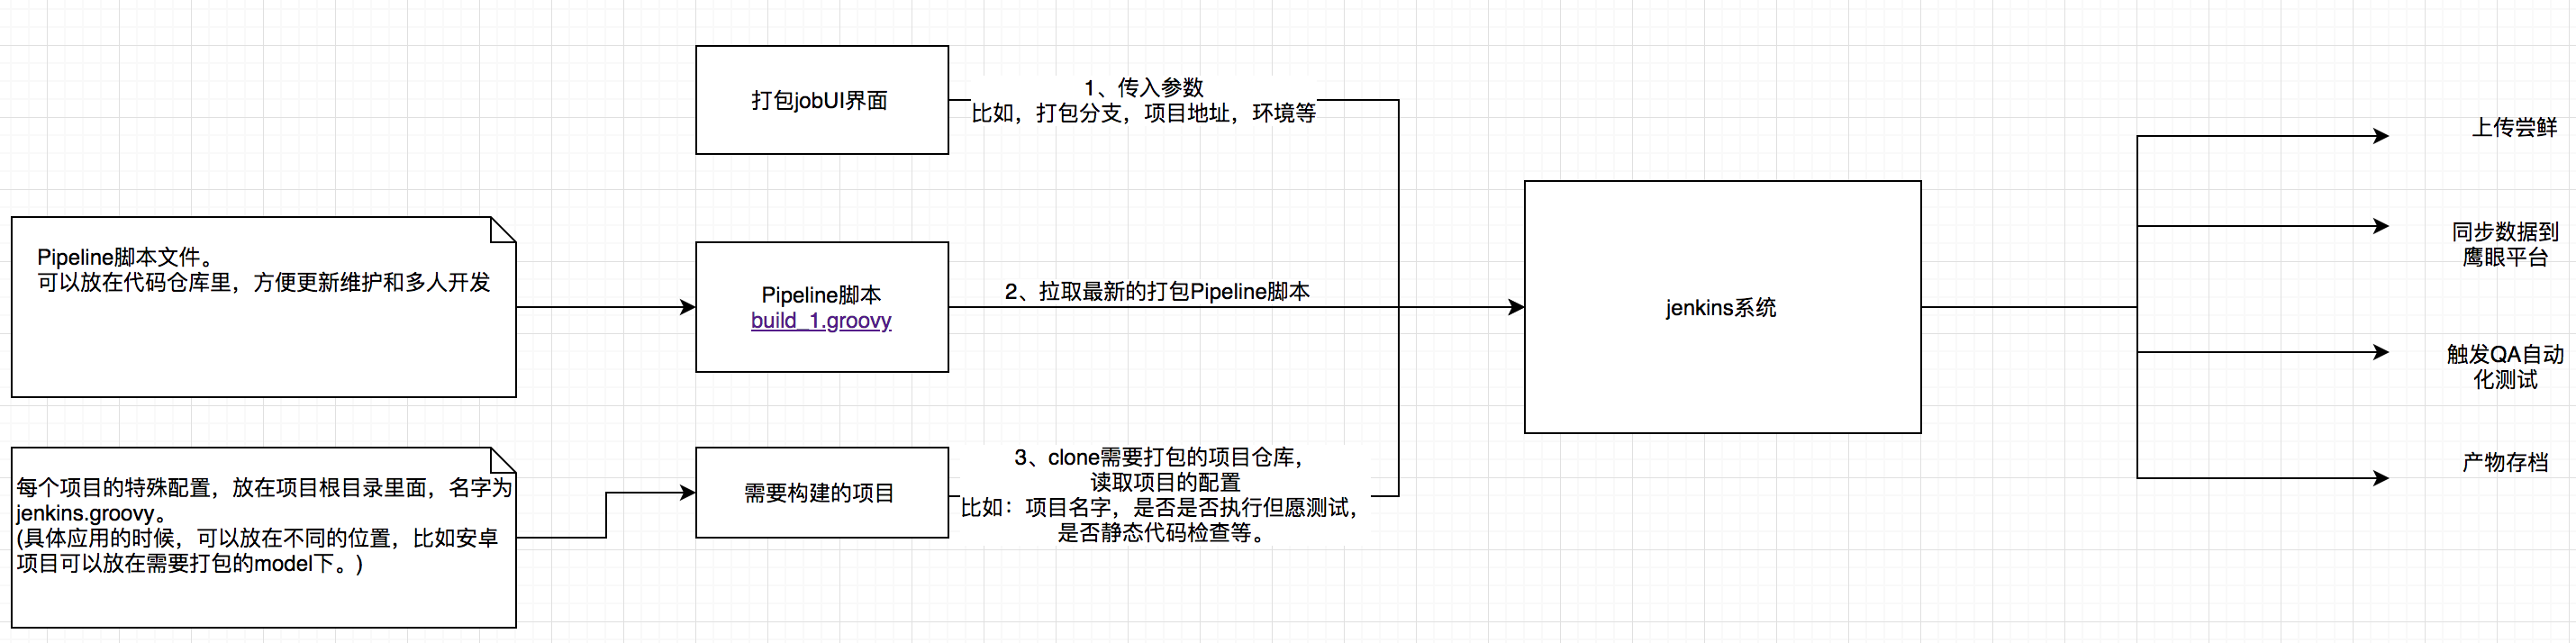 打包jobUI界面
1、传入参数
比如，打包分支，项目地址，环境等
Pipeline脚本文件。
可以放在代码仓库里，方便更新维护和多人开发
Pipeline脚本
build_1.groovy
2、拉取最新的打包Pipeline脚本
jenkins系统
每个项目的特殊配置，放在项目根目录里面，名字为
jenkins.groovy。
(具体应用的时候，可以放在不同的位置，比如安卓
项目可以放在需要打包的model下。)
需要构建的项目
3、clone需要打包的项目仓库，
读取项目的配置
比如：项目名字，是否是否执行但愿测试，
是否静态代码检查等。
上传尝鲜
同步数据到
鹰眼平台
触发QA自动
化测试
产物存档